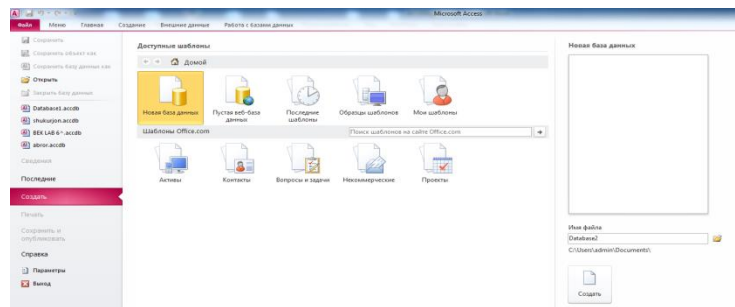 Microsoft Access
Файл Меню Главная Создание Внешние данные Работа с базами данных
Сохранить
Сохранить объект как
Сохранить базу данных как
Открыть
Закрыть базу данных
Database1.accdb
shukurjon.accdb
BEK LAB 6^.accdb
abror.accdb
Сведения
Последние
Создать
Печать
Сохранить и
опубликовать
Справка
Параметры
Выход
Доступные шаблоны
Домой
Новая база данных
Пустая веб-база
данных
Последние
шаблоны
Образцы шаблонов
Мои шаблоны
Шаблоны Office.com
Поиск шаблонов на сайте Office.com
Активы
Контакты
Вопросы и задачи
Некоммерческие
Проекты
Новая база данных
Имя файла
Database2
C:\Users\admin\Documents\
Создать